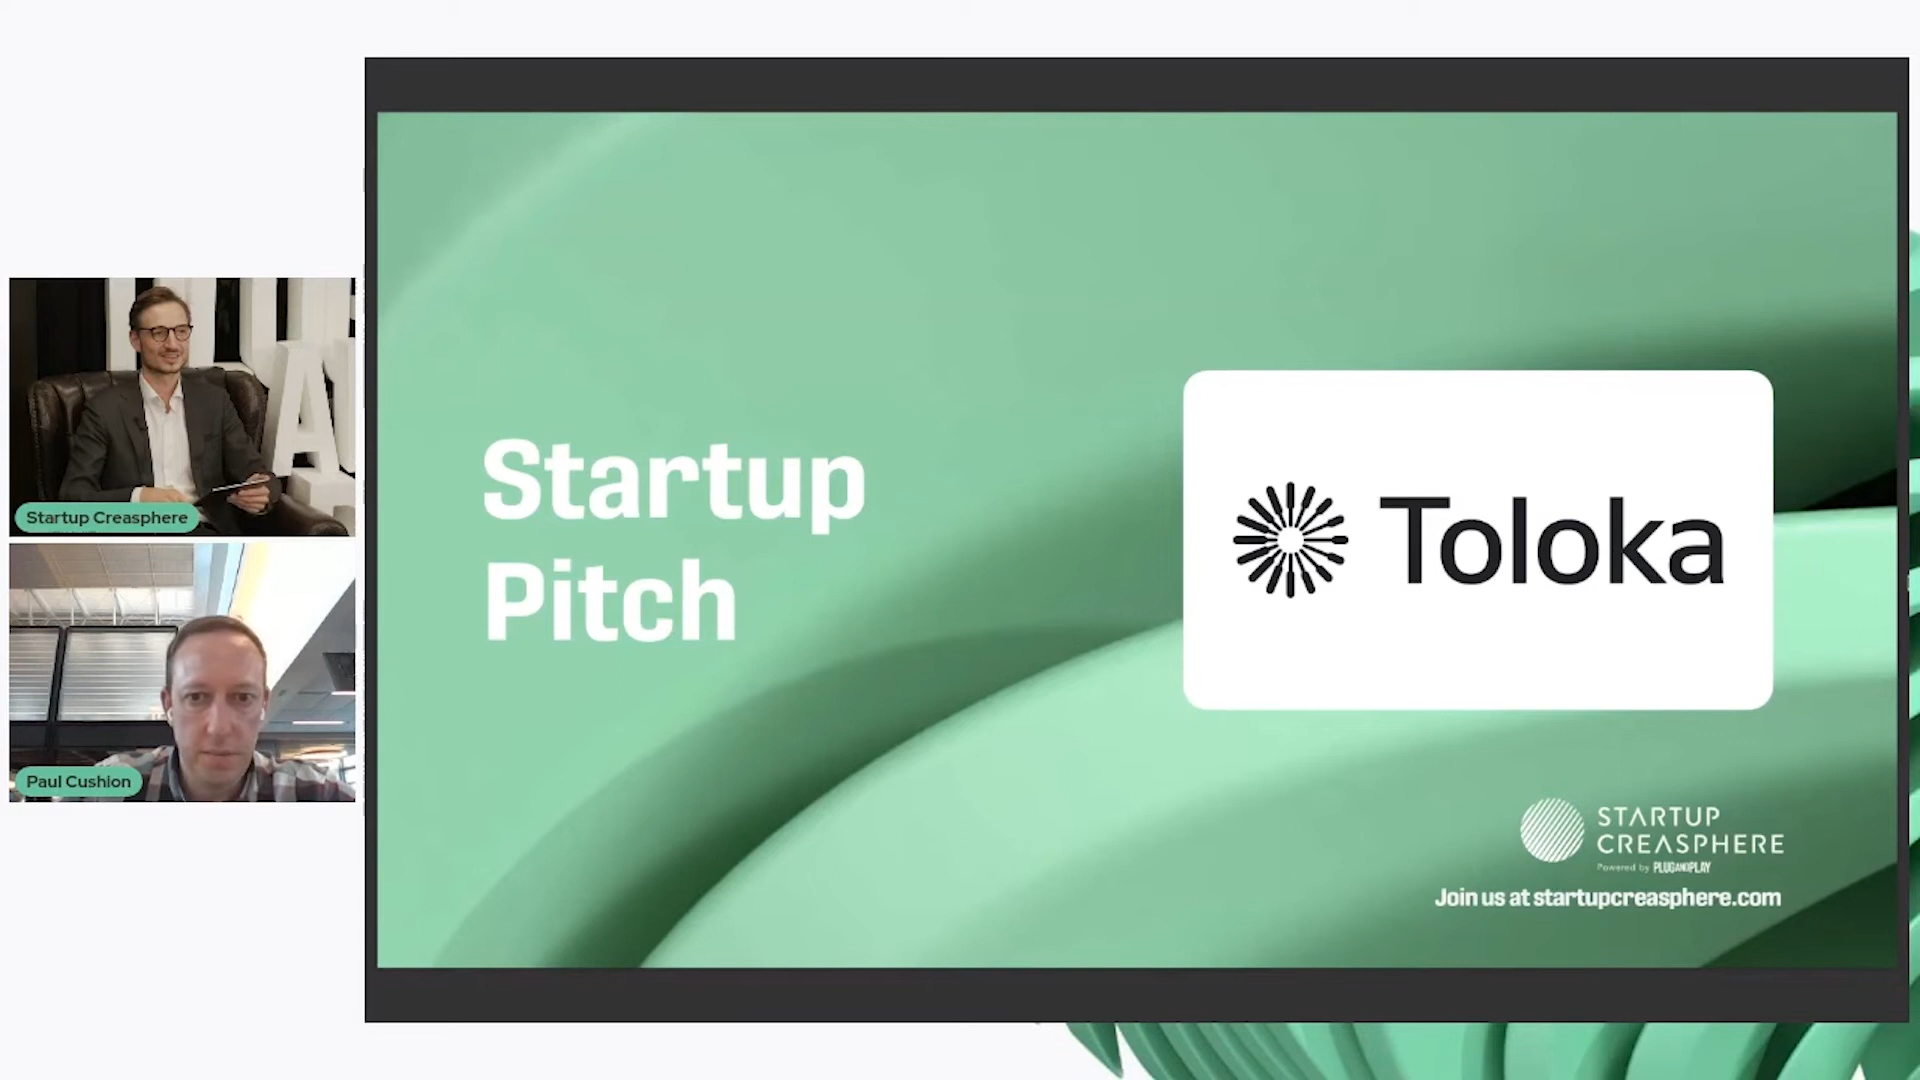 Startup Creasphere
Paul Cushion
Startup
Pitch
Toloka
STARTUP
CREASPHERE
Powered by PLUGANDPLAY
Join us at startupcreasphere.com